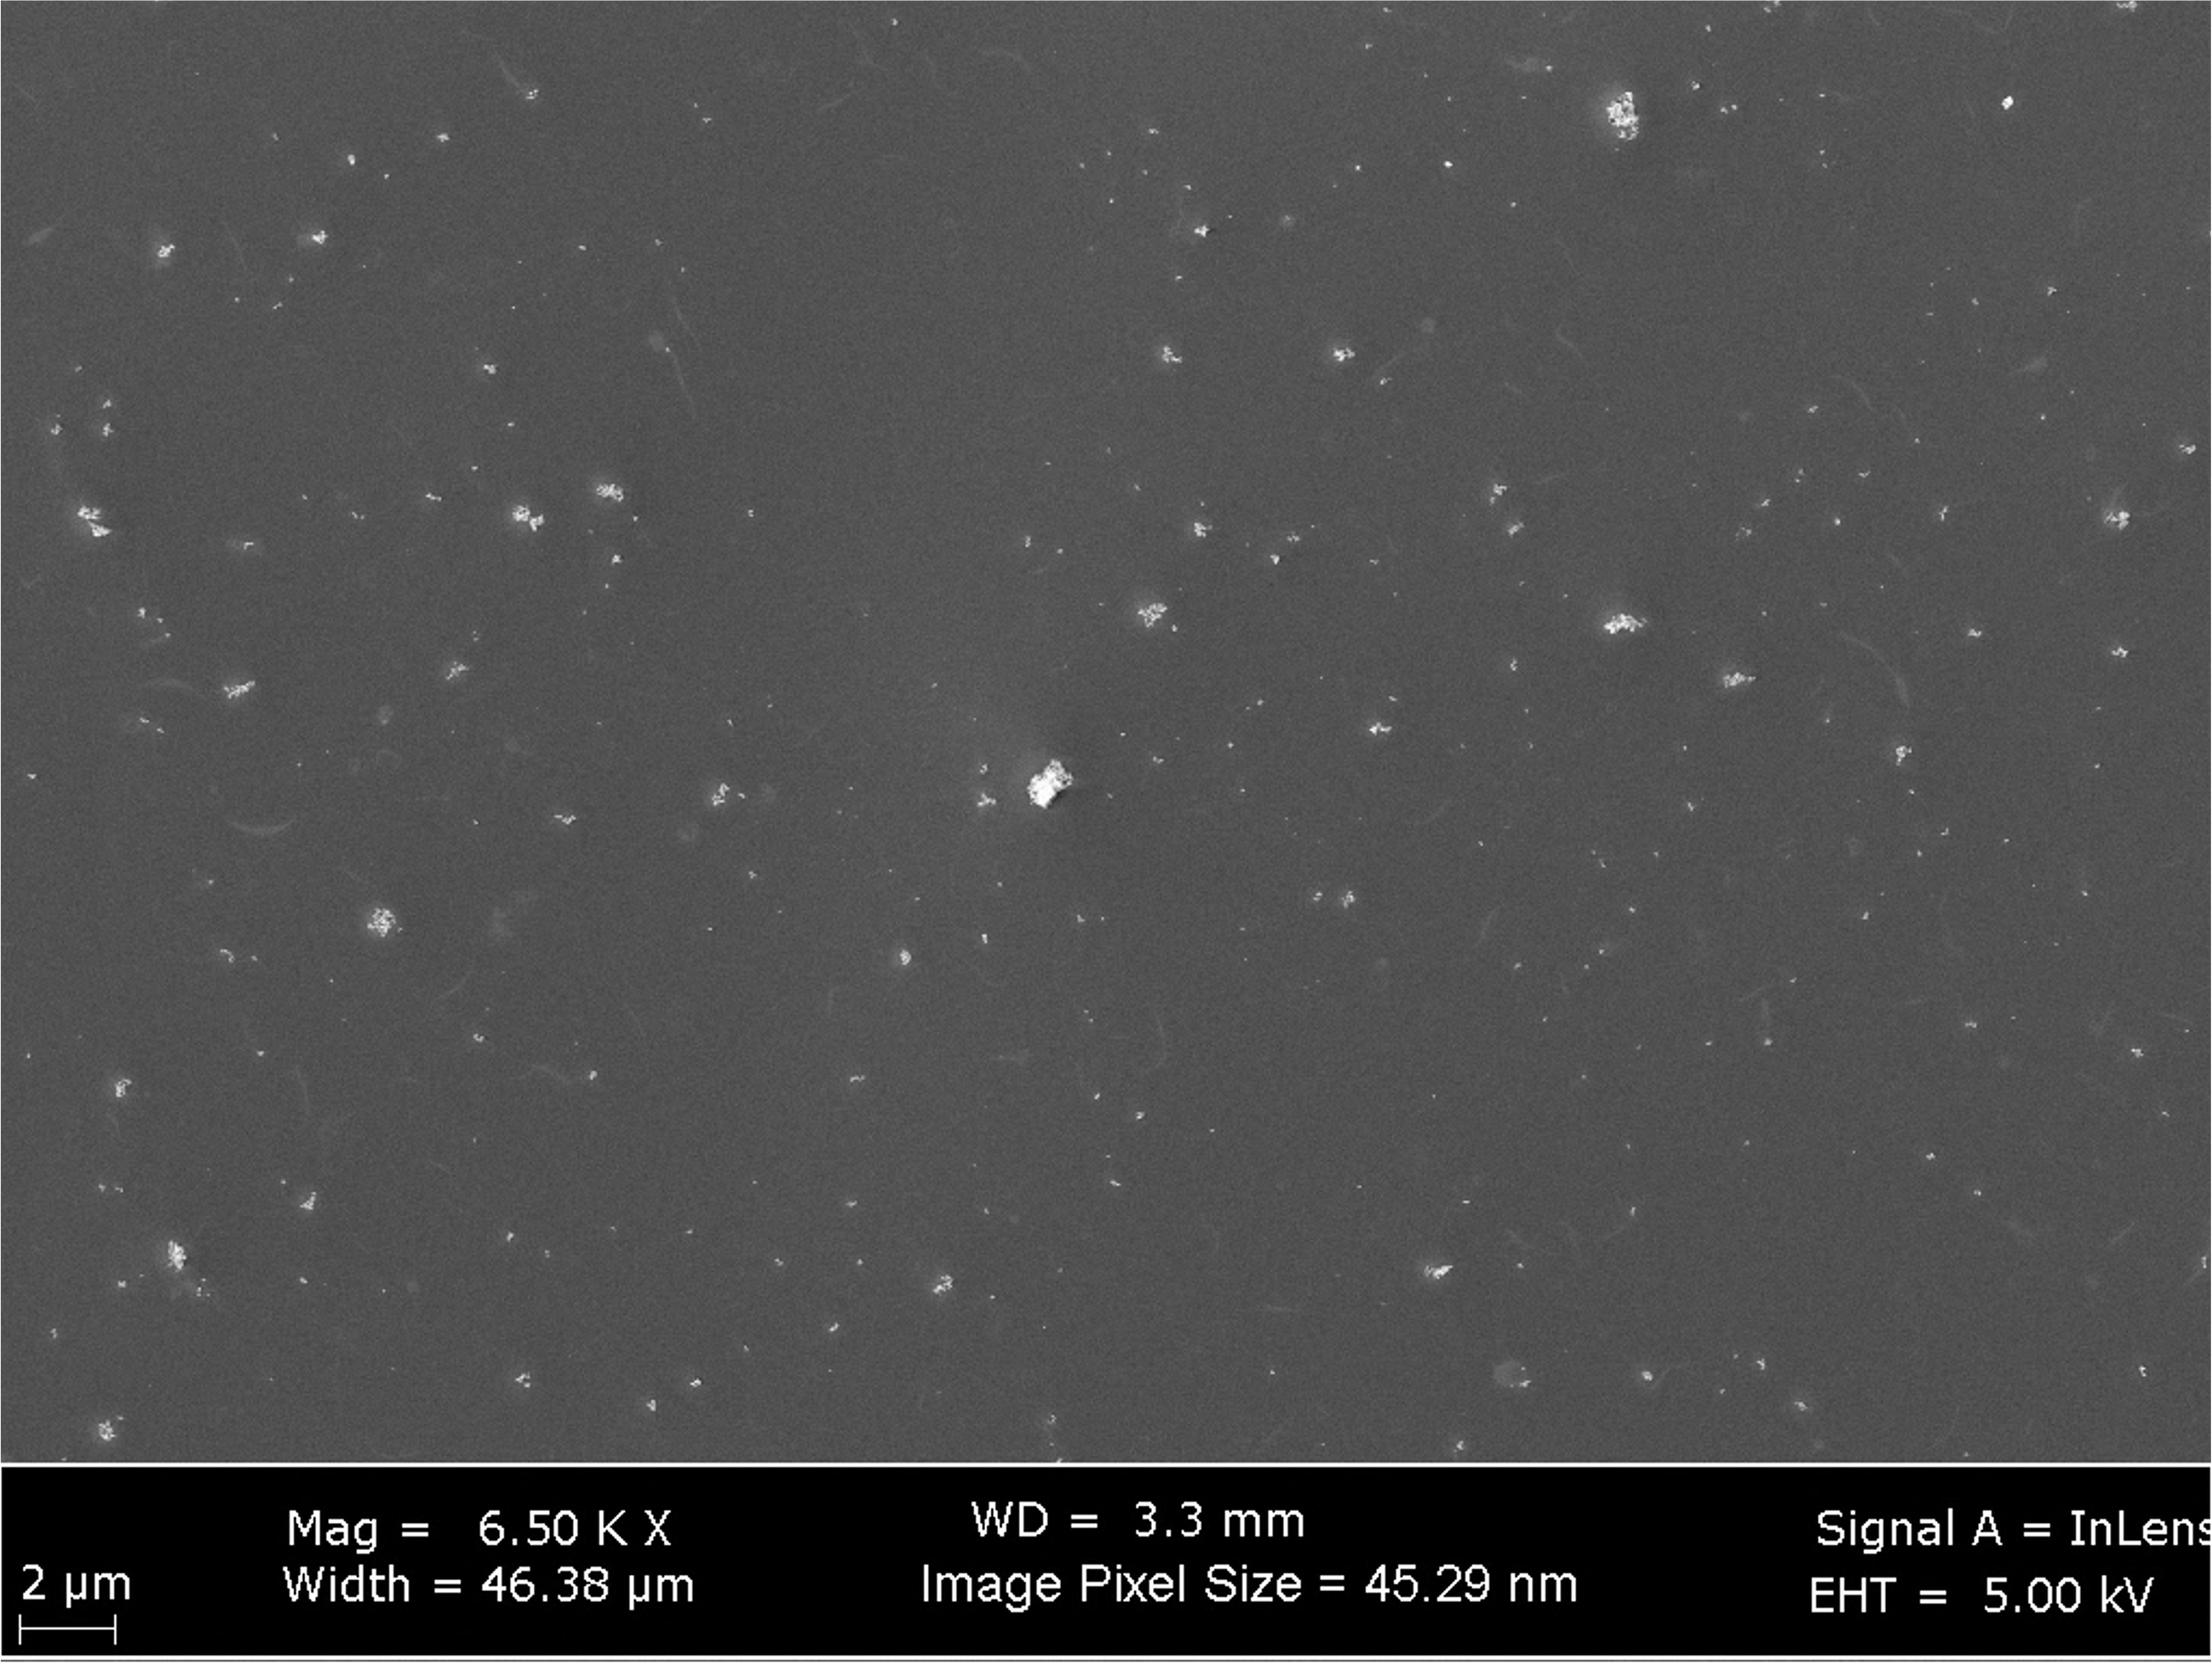 Mag = 6.50 K X
Width = 46.38 µm
2 µm
WD = 3.3 mm
Image Pixel Size = 45.29 nm
Signal A = InLens
EHT = 5.00 kV